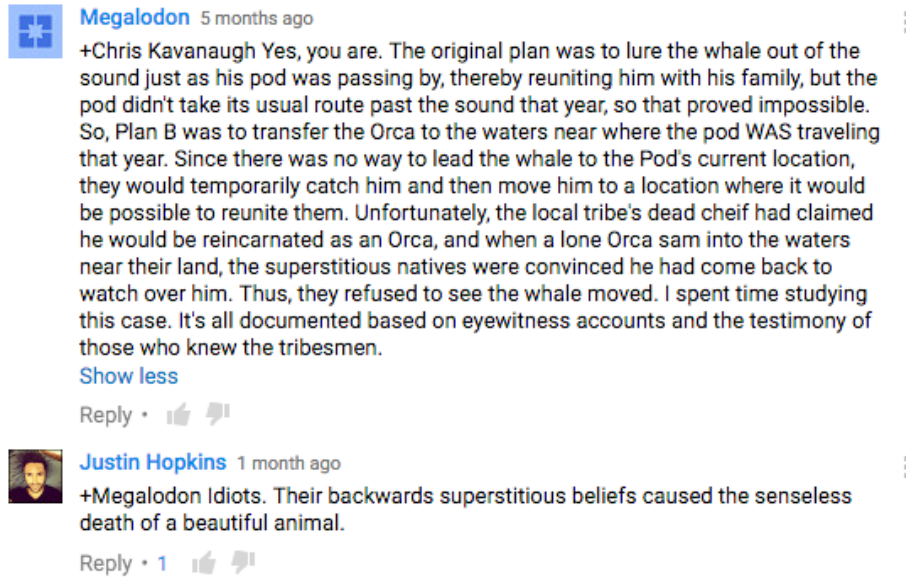 Megalodon 5 months ago
+Chris Kavanaugh Yes, you are. The original plan was to lure the whale out of the
sound just as his pod was passing by, thereby reuniting him with his family, but the
pod didn't take its usual route past the sound that year, so that proved impossible.
So, Plan B was to transfer the Orca to the waters near where the pod WAS traveling
that year. Since there was no way to lead the whale to the Pod's current location,
they would temporarily catch him and then move him to a location where it would
be possible to reunite them. Unfortunately, the local tribe's dead cheif had claimed
he would be reincarnated as an Orca, and when a lone Orca sam into the waters
near their land, the superstitious natives were convinced he had come back to
watch over him. Thus, they refused to see the whale moved. I spent time studying
this case. It's all documented based on eyewitness accounts and the testimony of
those who knew the tribesmen.
Show less
Reply •
Justin Hopkins 1 month ago
+Megalodon Idiots. Their backwards superstitious beliefs caused the senseless
death of a beautiful animal.
Reply • 1